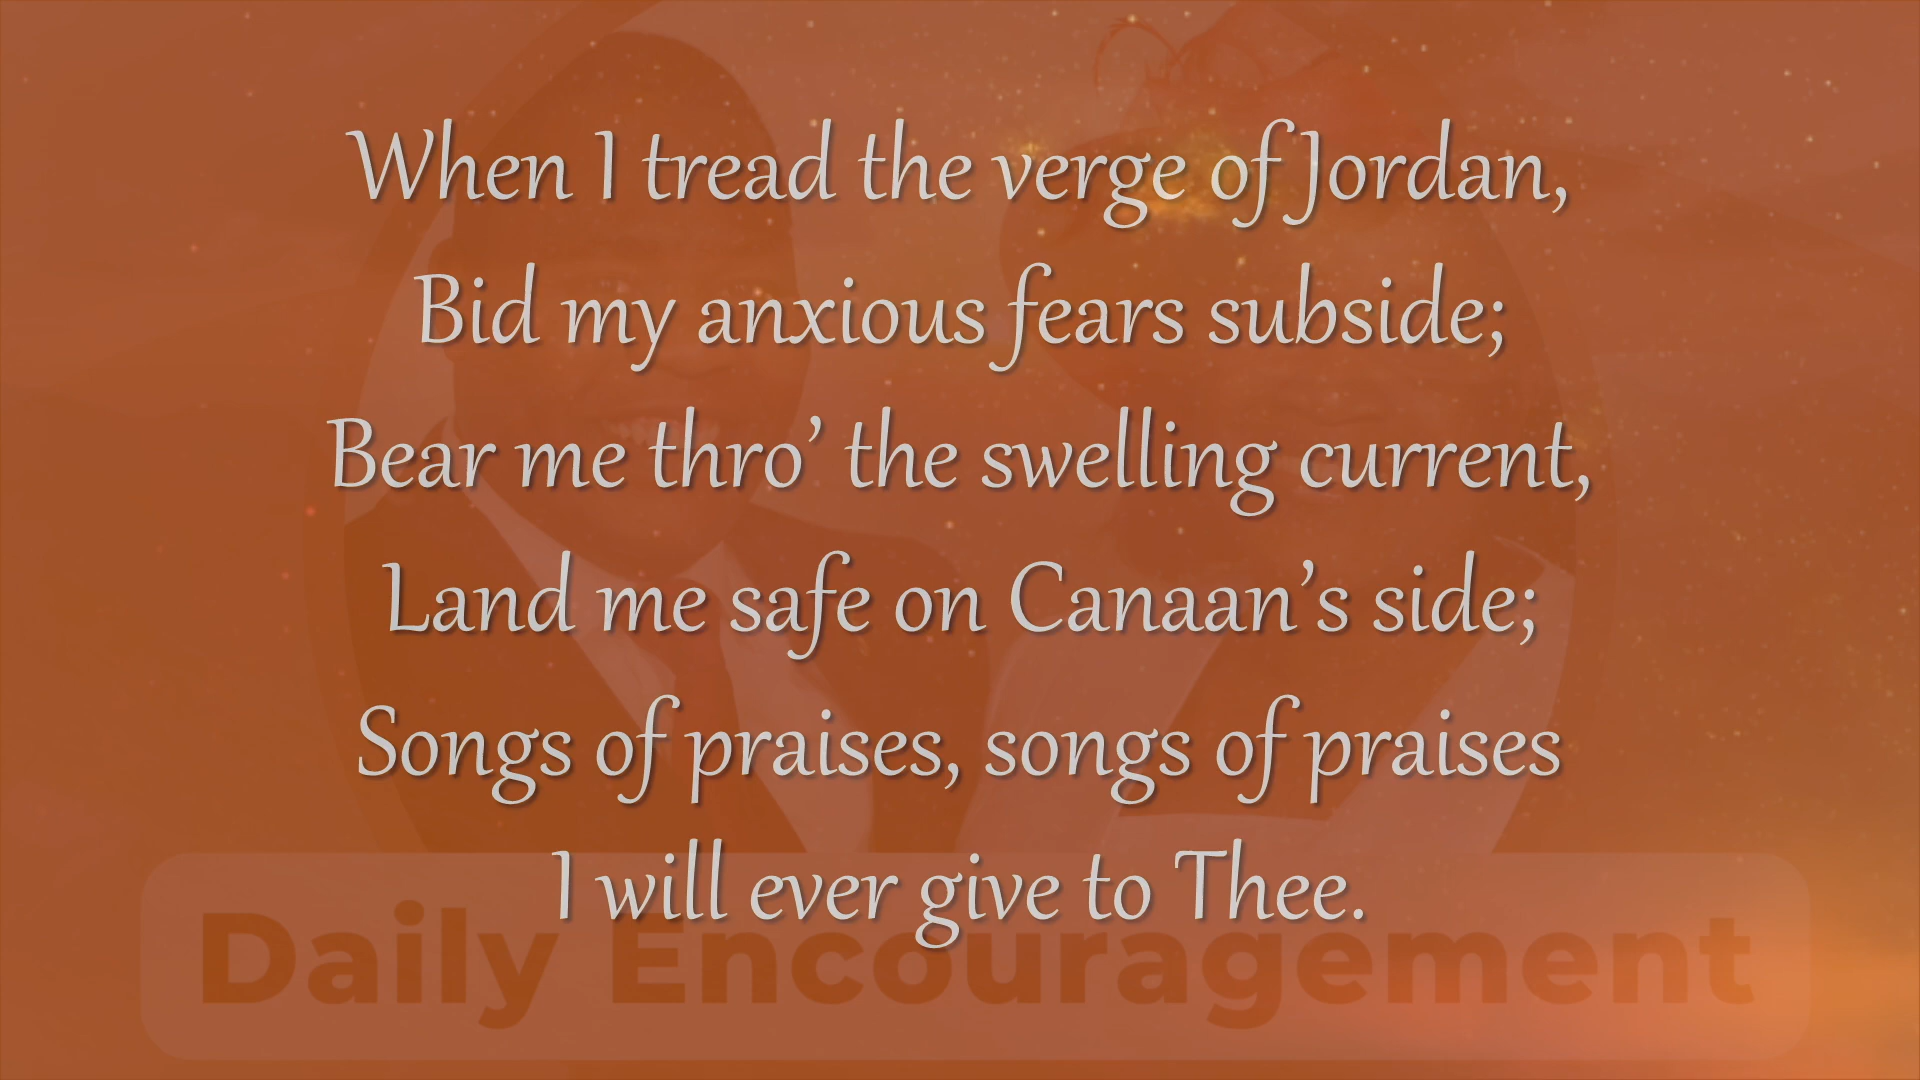 When I tread the verge of Jordan,
Bid my anxious fears subside;
Bear me thro’ the swelling current,
Land me safe on Canaan’s side;
Songs of praises, songs of praises
I will ever give to Thee.
Daily Encouragement